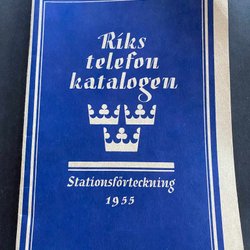 Riks
telefon
katalogen
Stationsförteckning
1955